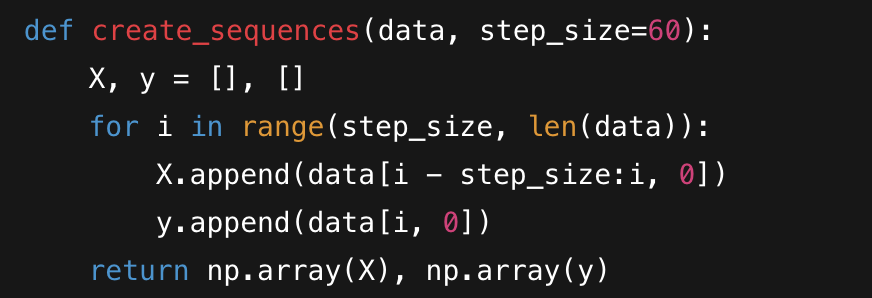 def create_sequences(data, step_size=60):
    X, y = [], []
    for i in range(step_size, len(data)):
        X.append(data[i - step_size:i, 0])
        y.append(data[i, 0])
    return np.array(X), np.array(y)